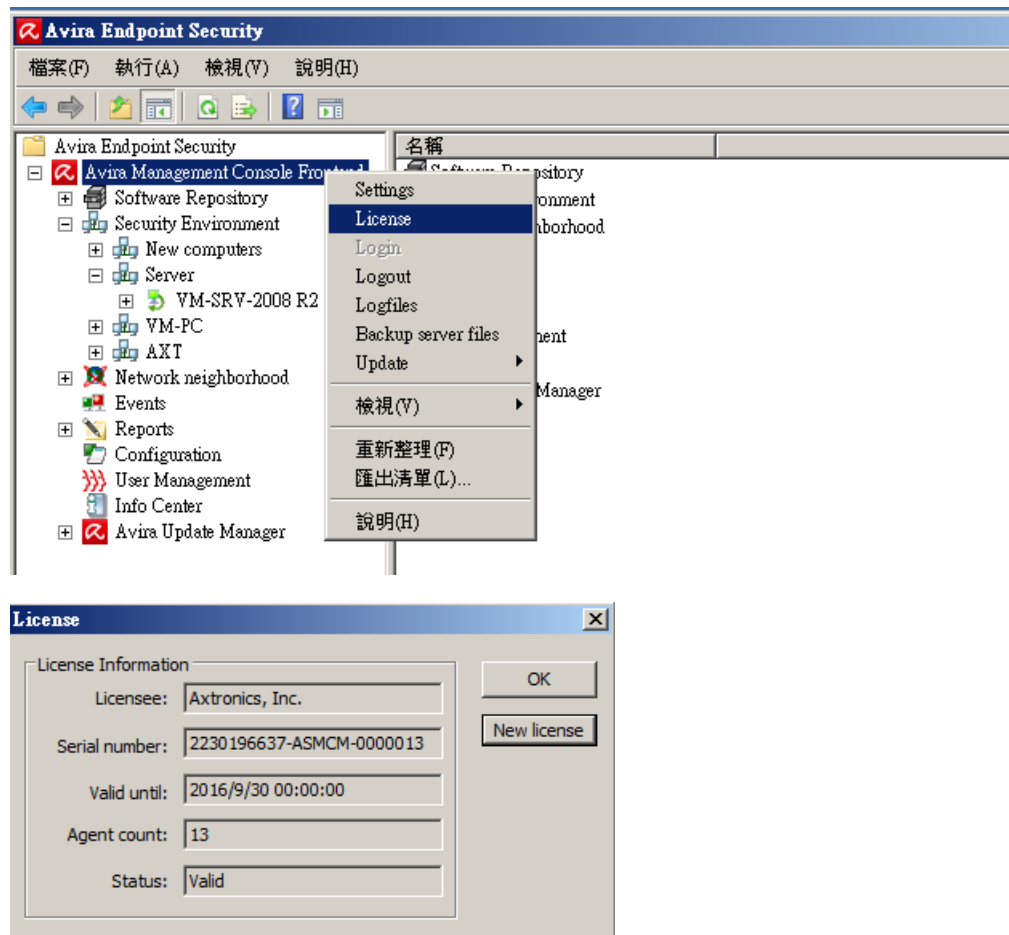 Avira Endpoint Security
檔案(F) 執行(A) 檢視(V) 說明(H)
Avira Endpoint Security
名稱
Avira Management Console
Software Repository
Security Environment
New computers
Server
VM-SRV-2008 R2
VM-PC
AXT
Network neighborhood
Events
Reports
Configuration
User Management
Info Center
Avira Update Manager
Settings
License
Login
Logout
Logfiles
Backup server files
Update
檢視(V)
重新整理(F)
匯出清單(L)...
說明(H)
Manager
License
License Information
Licensee: Axtronics, Inc.
Serial number: 2230196637-ASMCM-0000013
Valid until: 2016/9/30 00:00:00
Agent count: 13
Status: Valid
OK
New license